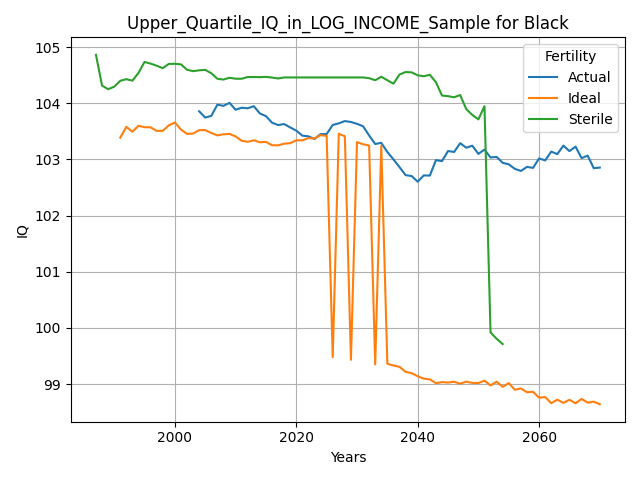 Upper_Quartile_IQ_in_LOG_INCOME_Sample for Black
Fertility
Actual
Ideal
Sterile
105
104
103
102
101
100
99
IQ
2000
2020
2040
2060
Years